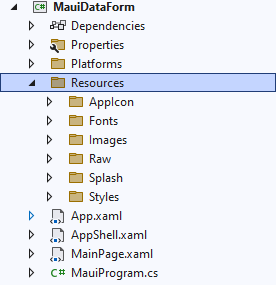 C# MauiDataForm
Dependencies
Properties
Platforms
Resources
AppIcon
Fonts
Images
Raw
Splash
Styles
App.xaml
AppShell.xaml
MainPage.xaml
C# MauiProgram.cs